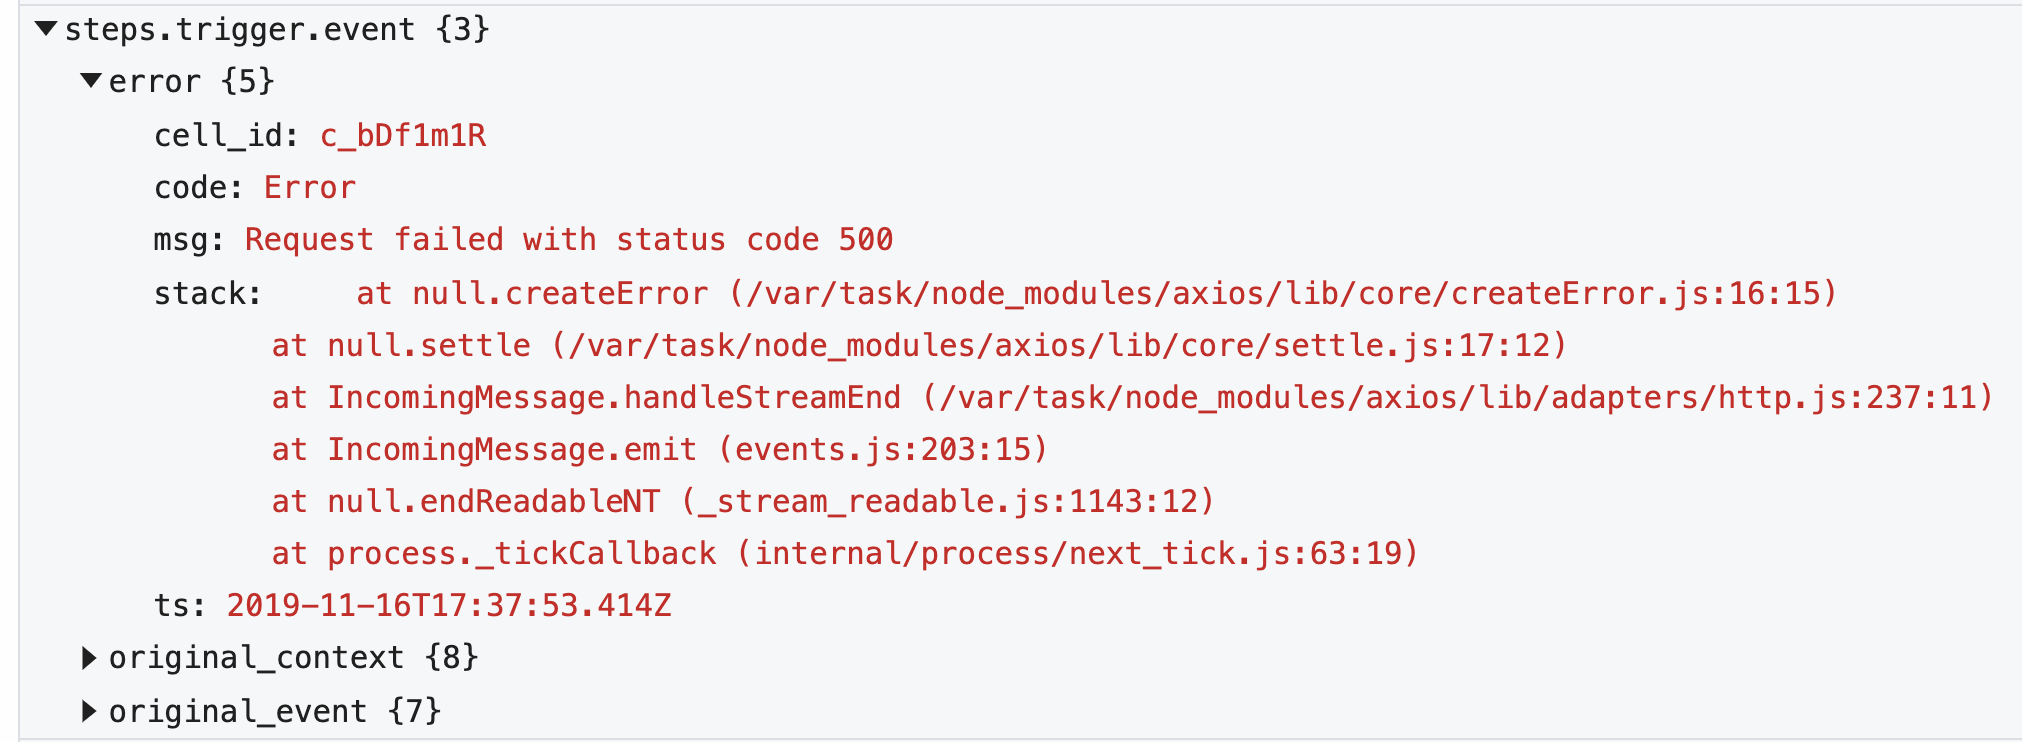 steps.trigger.event {3}
error {5}
cell_id: c_bDf1m1R
code: Error
msg: Request failed with status code 500
stack:     at null.createError (/var/task/node_modules/axios/lib/core/createError.js:16:15)
at null.settle (/var/task/node_modules/axios/lib/core/settle.js:17:12)
at IncomingMessage.handleStreamEnd (/var/task/node_modules/axios/lib/adapters/http.js:237:11)
at IncomingMessage.emit (events.js:203:15)
at null.endReadableNT (_stream_readable.js:1143:12)
at process._tickCallback (internal/process/next_tick.js:63:19)
ts: 2019-11-16T17:37:53.414Z
original_context {8}
original_event {7}